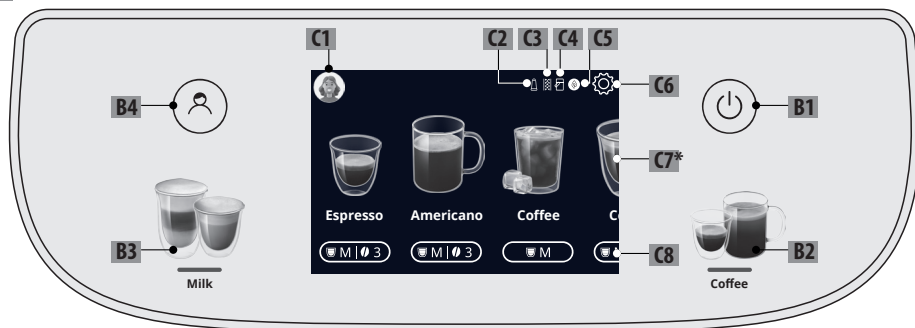 C1 C2 C3 C4 C5
C6
B4
B1
C7*
Espresso Americano Coffee C
M 3 M 3 M
B3
C8
B2
Milk
Coffee